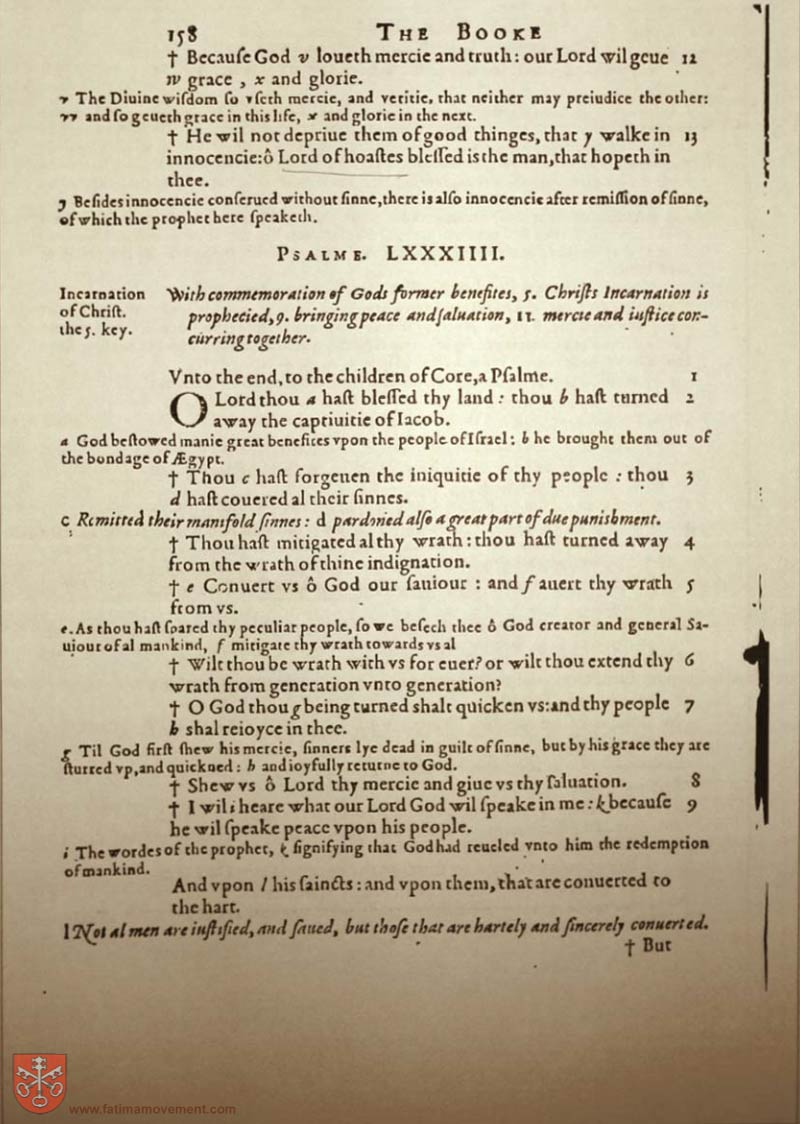 158 THE BOOKE
† Becauſe God v loueth mercie and truth: our Lord wil geue 12
w grace, x and glorie.
v The Diuine wiſdom ſo vſeth mercie, and veritie, that neither may preiudice the other:
w and ſo geueth grace in this life, x and glorie in the next.
† He wil not depriue them of good thinges, that y walke in 13
innocencie: ô Lord of hoaſtes bleſſed is the man, that hopeth in
thee.
y Beſides innocencie conſerued without ſinne, there is alſo innocencie after remiſſion of ſinne,
of which the prophet here ſpeaketh.
PSALME. LXXXIIII.
Incarnation
of Chriſt.
the 5. key.
With commemoration of Gods former benefites, 5. Chriſts Incarnation is
prophecied, 9. bringing peace and ſaluation, 11. mercie and iuſtice con-
curring together.
Vnto the end, to the children of Core, a Pſalme. 1
O Lord thou a haſt bleſſed thy land: thou b haſt turned 2
away the captiuitie of Iacob.
a God beſtowed manie great benefites vpon the people of Iſrael: b he brought them out of
the bondage of Ægypt.
† Thou c haſt forgeuen the iniquitie of thy people: thou 3
d haſt couered al their ſinnes.
c Remitted their manifold ſinnes: d pardoned alſo a great part of due puniſhment.
† Thou haſt mitigated al thy wrath: thou haſt turned away 4
from the wrath of thine indignation.
† e Conuert vs ô God our ſauiour: and f auert thy wrath 5
from vs.
e. As thou haſt ſpared thy peculiar people, ſo we beſech thee ô God creator and general Sa-
uiour of al mankind, f mitigate thy wrath towards vs al
† Wilt thou be wrath with vs for euer? or wilt thou extend thy 6
wrath from generation vnto generation?
† O God thou g being turned shalt quicken vs: and thy people 7
h shal reioyce in thee.
g Til God firſt ſhew his mercie, ſinners lye dead in guilt of ſinne, but by his grace they are
ſturred vp, and quickned: h and ioyfully returne to God.
† Shew vs ô Lord thy mercie and giue vs thy ſaluation. 8
† I wil i heare what our Lord God wil ſpeake in me: k becauſe 9
he wil ſpeake peace vpon his people.
i The wordes of the prophet, k ſignifying that God had reueled vnto him the redemption
of mankind.
And vpon l his ſaincts: and vpon them, that are conuerted to
the hart.
l Not al men are iuſtified, and ſaued, but thoſe that are hartely and ſincerely conuerted.
† But
www.fatimamovement.com